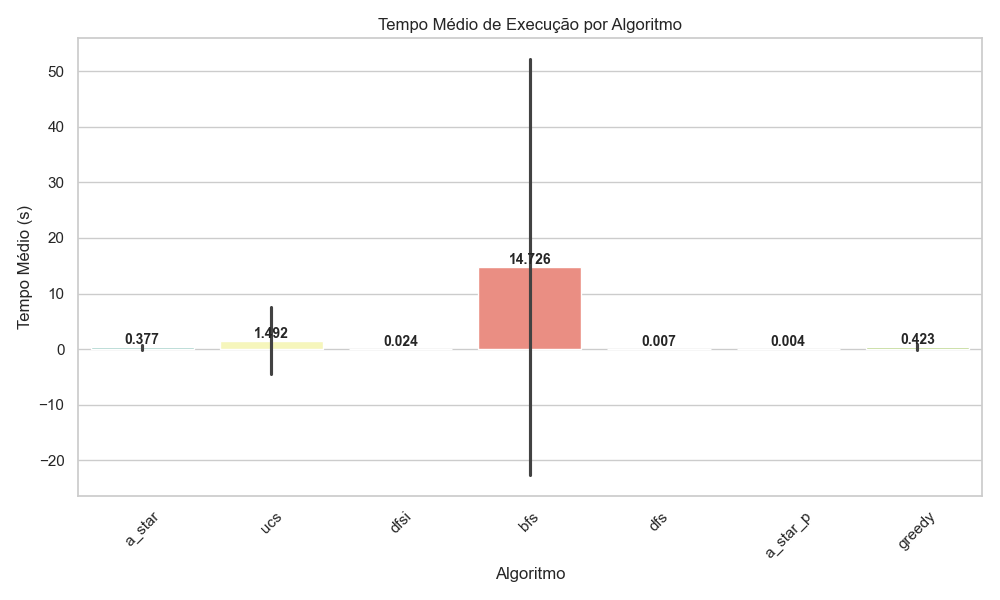 Tempo Médio de Execução por Algoritmo
Tempo Médio (s)
50
40
30
20
10
0
−10
−20
0.377
1.492
0.024
14.726
0.007
0.004
0.423
a_star
ucs
dfsi
bfs
dfs
a_star_p
greedy
Algoritmo